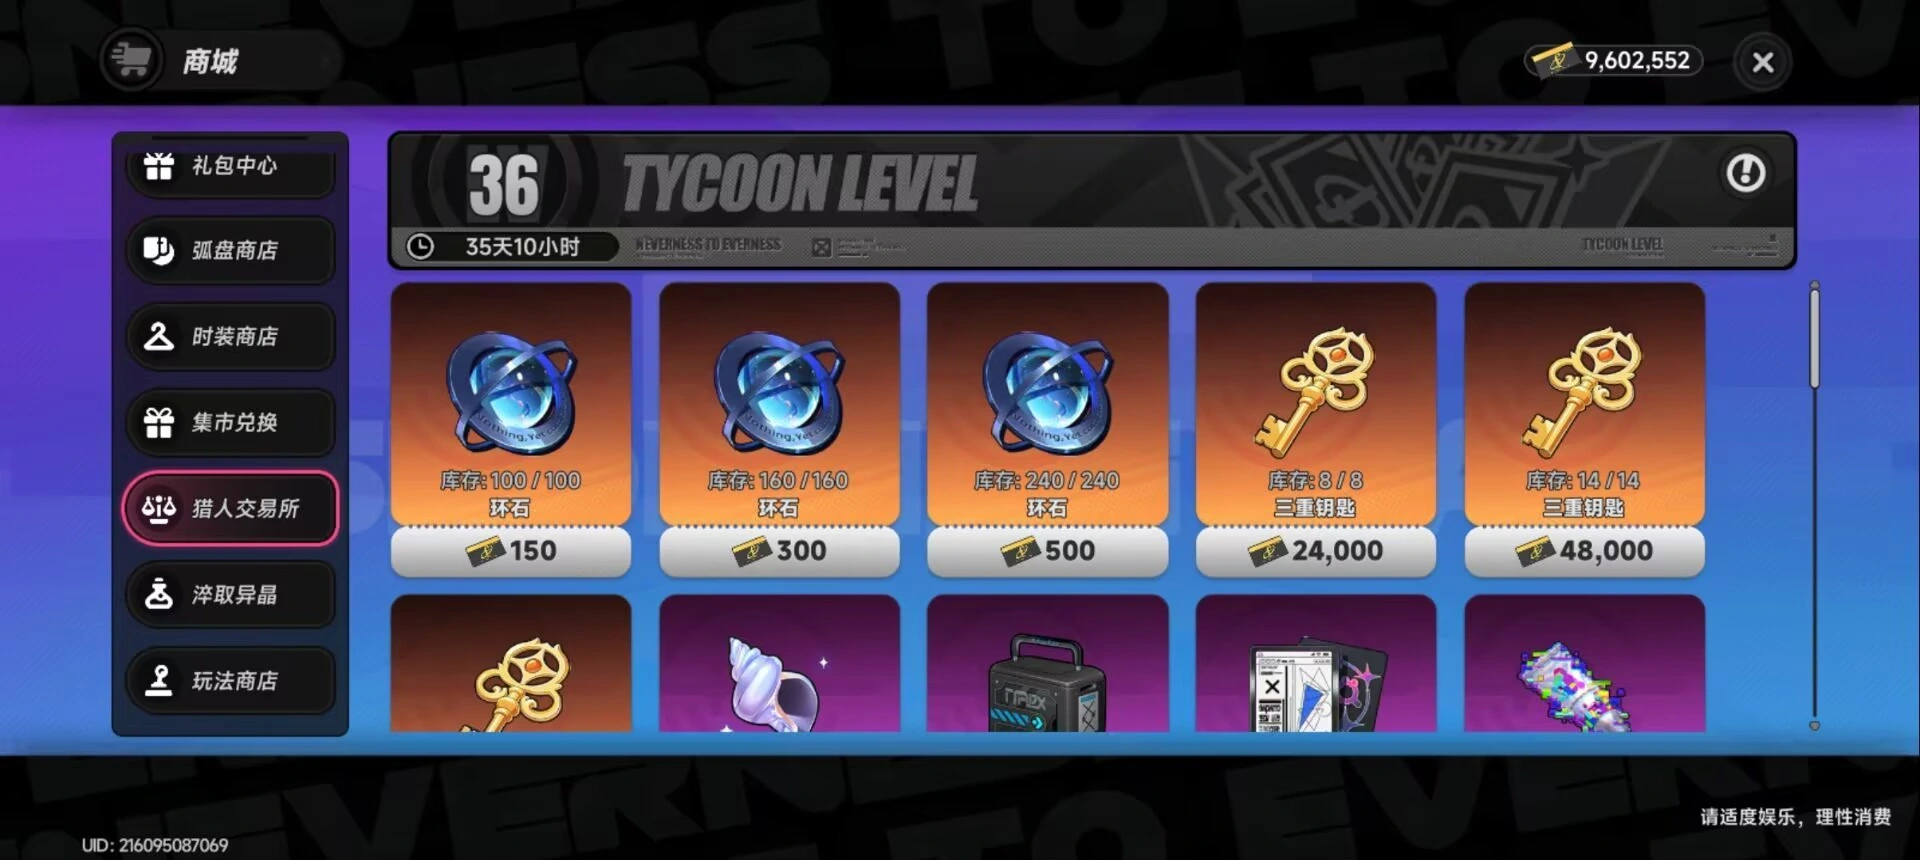 商城
9,602,552
礼包中心
弧盘商店
时装商店
集市兑换
猎人交易所
淬取异晶
玩法商店
36
TYCOON LEVEL
35天10小时
NEVERNESS TO EVERNESS
TYCOON LEVEL
库存:100/100
环石
150
库存:160/160
环石
300
库存:240/240
环石
500
库存:8/8
三重钥匙
24,000
库存:14/14
三重钥匙
48,000
请适度娱乐，理性消费
UID: 216095087069